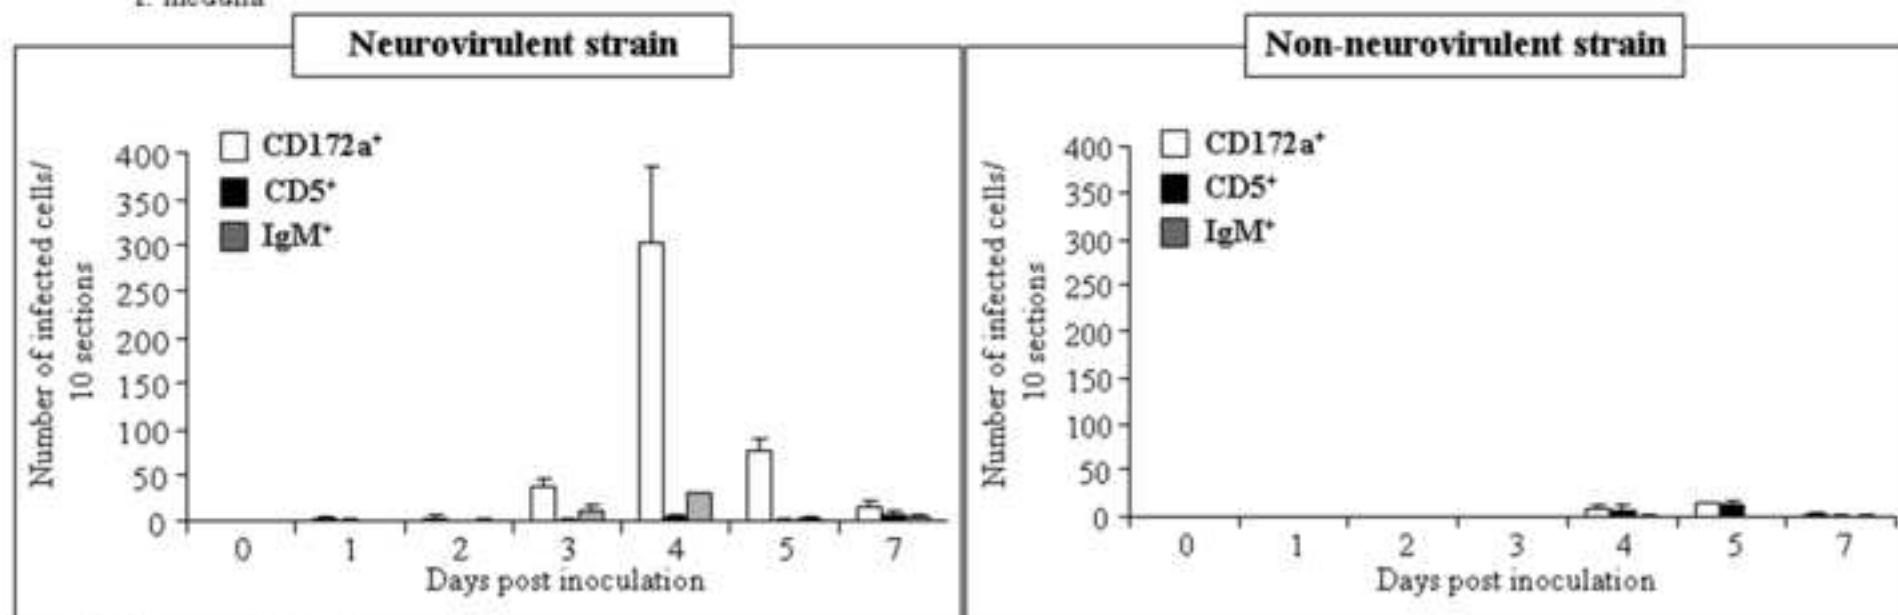 Neurovirulent strain
CD172a+
CD5+
IgM+
Number of infected cells/
10 sections
400
350
300
250
200
150
100
50
0
0 1 2 3 4 5 7
Days post inoculation
Non-neurovirulent strain
CD172a+
CD5+
IgM+
Number of infected cells/
10 sections
400
350
300
250
200
150
100
50
0
0 1 2 3 4 5 7
Days post inoculation